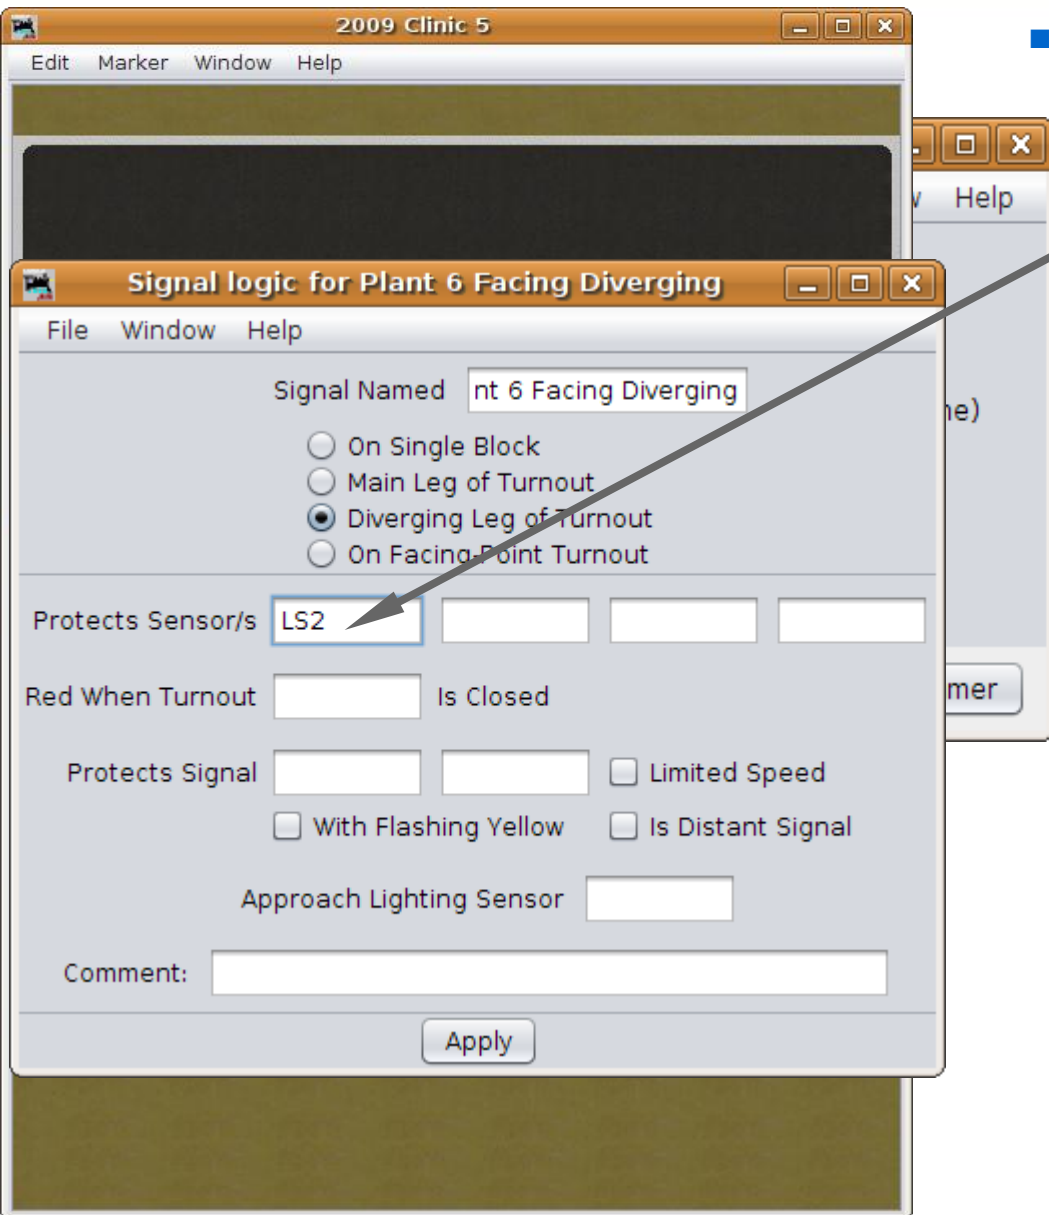 2009 Clinic 5
Edit Marker Window Help
Help
Signal logic for Plant 6 Facing Diverging
File Window Help
Signal Named nt 6 Facing Diverging
On Single Block
Main Leg of Turnout
Diverging Leg of Turnout
On Facing-Point Turnout
Protects Sensor/s LS2
Red When Turnout Is Closed
Protects Signal Limited Speed
With Flashing Yellow Is Distant Signal
Approach Lighting Sensor
Comment:
Apply
w
ne)
mer